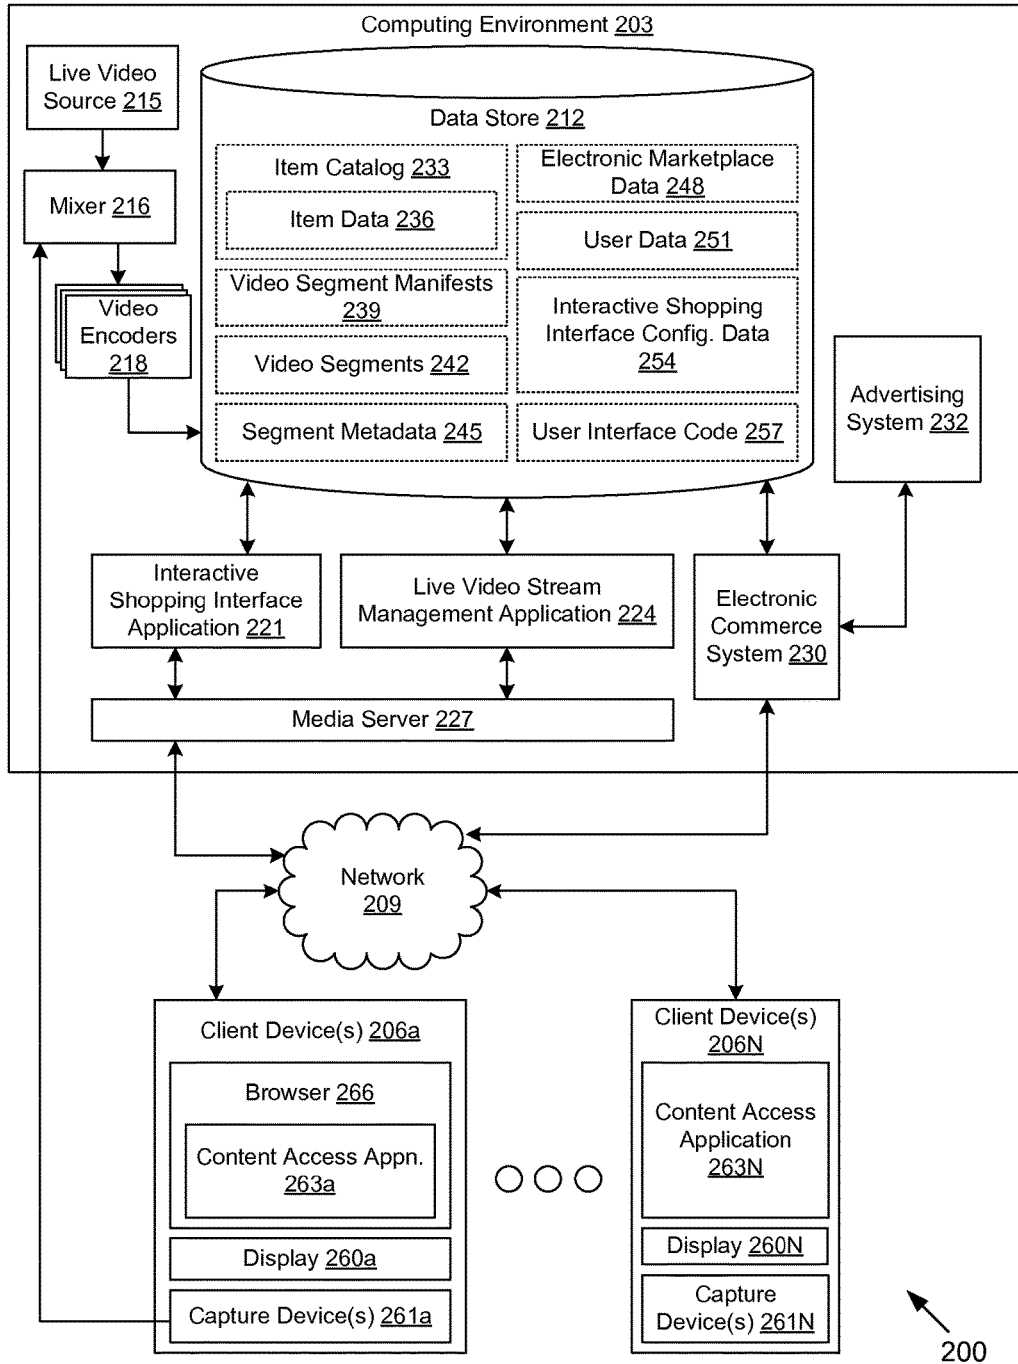 Computing Environment 203
Live Video
Source 215
Mixer 216
Video
Encoders
218
Data Store 212
Item Catalog 233
Item Data 236
Video Segment Manifests
239
Video Segments 242
Segment Metadata 245
Electronic Marketplace
Data 248
User Data 251
Interactive Shopping
Interface Config. Data
254
User Interface Code 257
Advertising
System 232
Interactive
Shopping Interface
Application 221
Live Video Stream
Management Application 224
Electronic
Commerce
System 230
Media Server 227
Network
209
Client Device(s) 206a
Browser 266
Content Access Appn.
263a
Display 260a
Capture Device(s) 261a
Client Device(s)
206N
Content Access
Application
263N
Display 260N
Capture
Device(s) 261N
200